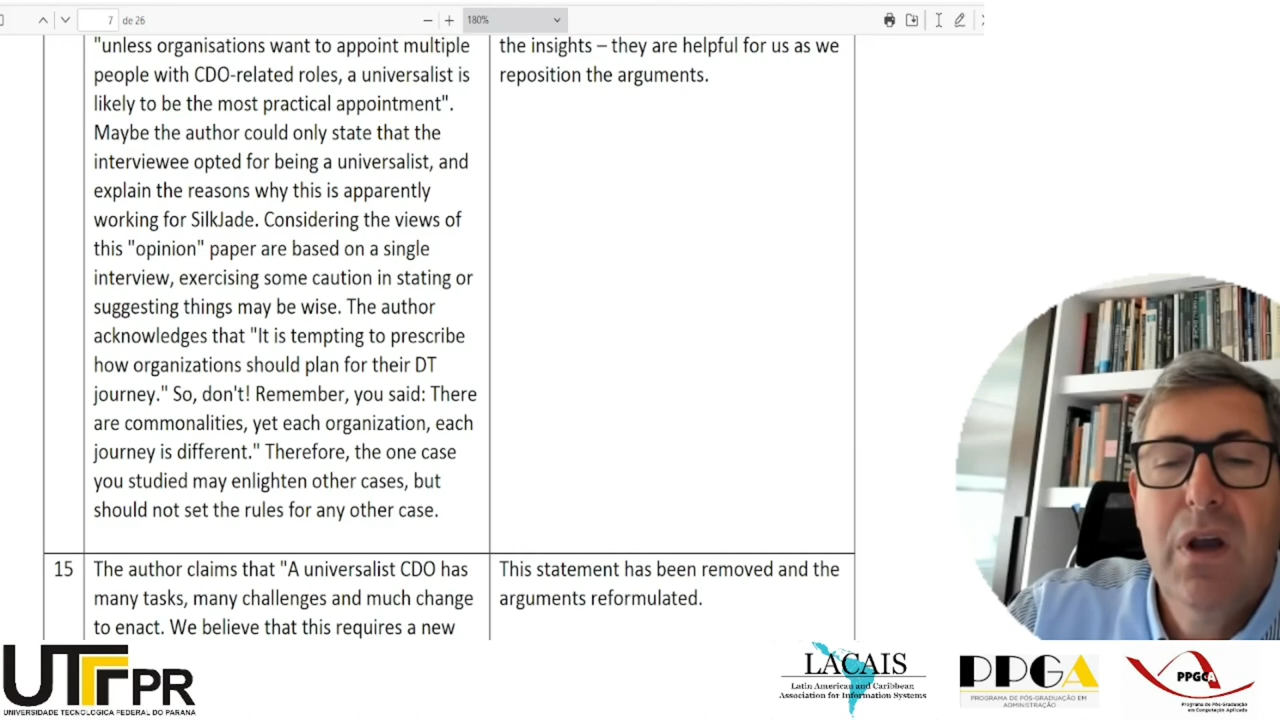 7 de 26
180%
"unless organisations want to appoint multiple
people with CDO-related roles, a universalist is
likely to be the most practical appointment".
Maybe the author could only state that the
interviewee opted for being a universalist, and
explain the reasons why this is apparently
working for SilkJade. Considering the views of
this "opinion" paper are based on a single
interview, exercising some caution in stating or
suggesting things may be wise. The author
acknowledges that "It is tempting to prescribe
how organizations should plan for their DT
journey." So, don't! Remember, you said: There
are commonalities, yet each organization, each
journey is different." Therefore, the one case
you studied may enlighten other cases, but
should not set the rules for any other case.
the insights – they are helpful for us as we
reposition the arguments.
15
The author claims that "A universalist CDO has
many tasks, many challenges and much change
to enact. We believe that this requires a new
This statement has been removed and the
arguments reformulated.
UTFPR
UNIVERSIDADE TECNOLÓGICA FEDERAL DO PARANÁ
LACAIS
Latin American and Caribbean
Association for Information Systems
PPGA
PROGRAMA DE PÓS-GRADUAÇÃO EM
ADMINISTRAÇÃO
PPGCA
Programa de Pós-Graduação
em Computação Aplicada